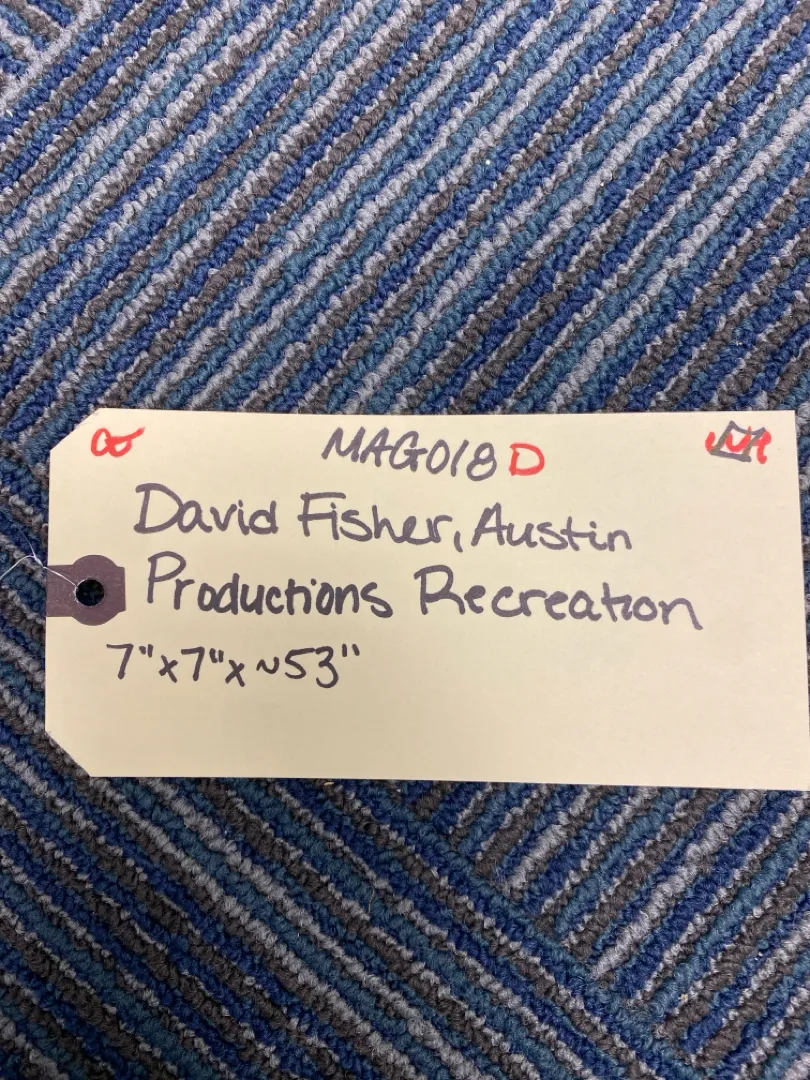 MAG018D
David Fisher, Austin
Productions Recreation
7"x7"x~53"